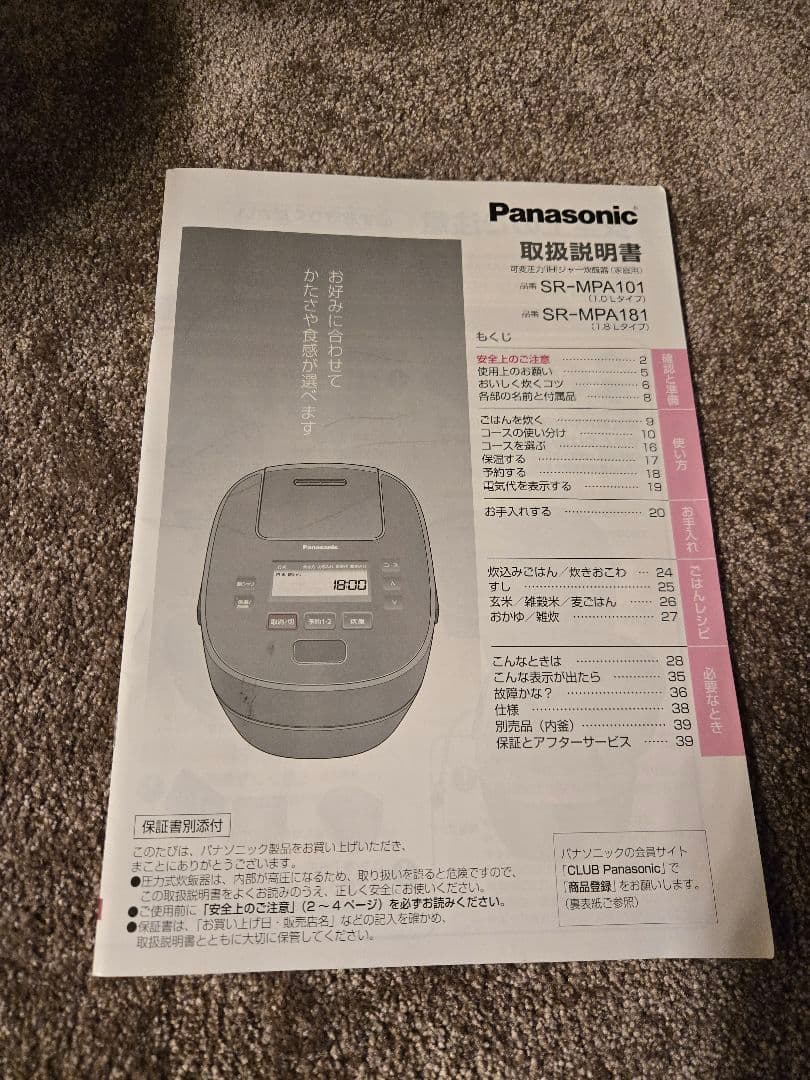 Panasonic
取扱説明書
可変圧力IHジャー炊飯器（家庭用）
品番 SR-MPA101
（1.0 Lタイプ）
品番 SR-MPA181
（1.8 Lタイプ）
お好みに合わせて
かたさや食感が選べます
もくじ
確認と準備
安全上のご注意 ……………… 2
使用上のお願い ……………… 5
おいしく炊くコツ …………… 6
各部の名前と付属品 ………… 8
使い方
ごはんを炊く ………………… 9
コースの使い分け …………… 10
コースを選ぶ ………………… 16
保温する ……………………… 17
予約する ……………………… 18
電気代を表示する …………… 19
お手入れ
お手入れする ………………… 20
ごはんレシピ
炊込みごはん／炊きおこわ … 24
すし …………………………… 25
玄米／雑穀米／麦ごはん …… 26
おかゆ／雑炊 ………………… 27
必要なとき
こんなときは ………………… 28
こんな表示が出たら ………… 35
故障かな？ …………………… 36
仕様 …………………………… 38
別売品（内釜） ……………… 39
保証とアフターサービス …… 39
Panasonic
18:00
コース
取消/切
予約1・2
炊飯
保証書別添付
このたびは、パナソニック製品をお買い上げいただき、
まことにありがとうございます。
●圧力式炊飯器は、内部が高圧になるため、取り扱いを誤ると危険ですので、
この取扱説明書をよくお読みのうえ、正しく安全にお使いください。
●ご使用前に「安全上のご注意」（2～4ページ）を必ずお読みください。
●保証書は、「お買い上げ日・販売店名」などの記入を確かめ、
取扱説明書とともに大切に保管してください。
パナソニックの会員サイト
「CLUB Panasonic」で
「商品登録」をお願いします。
（裏表紙ご参照）